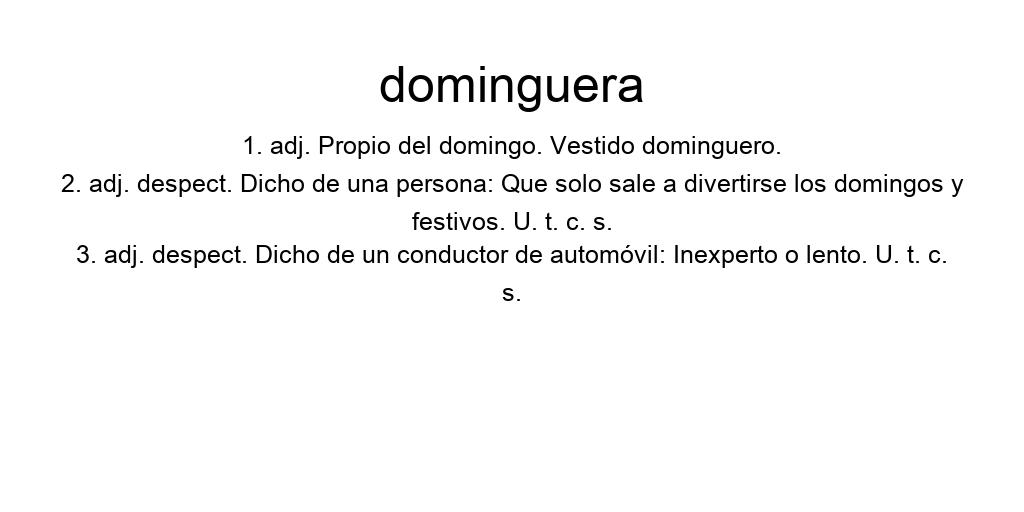 dominguera
1. adj. Propio del domingo. Vestido dominguero.
2. adj. despect. Dicho de una persona: Que solo sale a divertirse los domingos y
festivos. U. t. c. s.
3. adj. despect. Dicho de un conductor de automóvil: Inexperto o lento. U. t. c.
s.